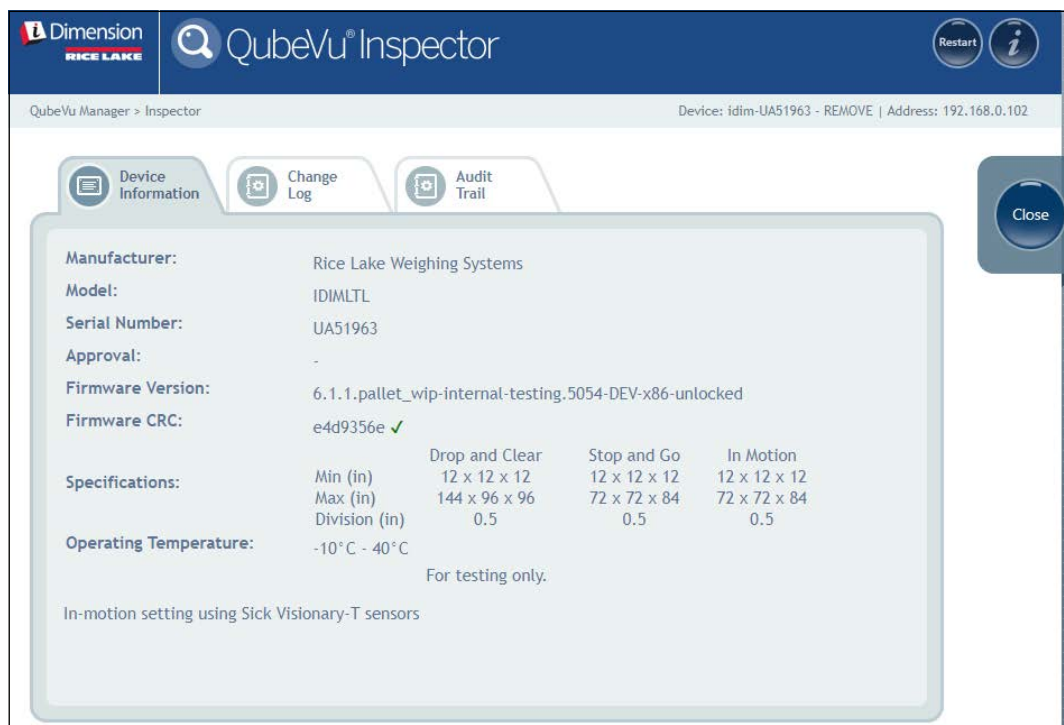 i Dimension
RICE LAKE
QubeVu® Inspector
Restart
i
QubeVu Manager > Inspector
Device: idim-UA51963 - REMOVE | Address: 192.168.0.102
Device
Information
Change
Log
Audit
Trail
Close
Manufacturer: Rice Lake Weighing Systems
Model: IDIMLTL
Serial Number: UA51963
Approval: -
Firmware Version: 6.1.1.pallet_wip-internal-testing.5054-DEV-x86-unlocked
Firmware CRC: e4d9356e ✓
Drop and Clear Stop and Go In Motion
Specifications:
Min (in) 12 x 12 x 12 12 x 12 x 12 12 x 12 x 12
Max (in) 144 x 96 x 96 72 x 72 x 84 72 x 72 x 84
Division (in) 0.5 0.5 0.5
Operating Temperature: -10°C - 40°C
For testing only.
In-motion setting using Sick Visionary-T sensors